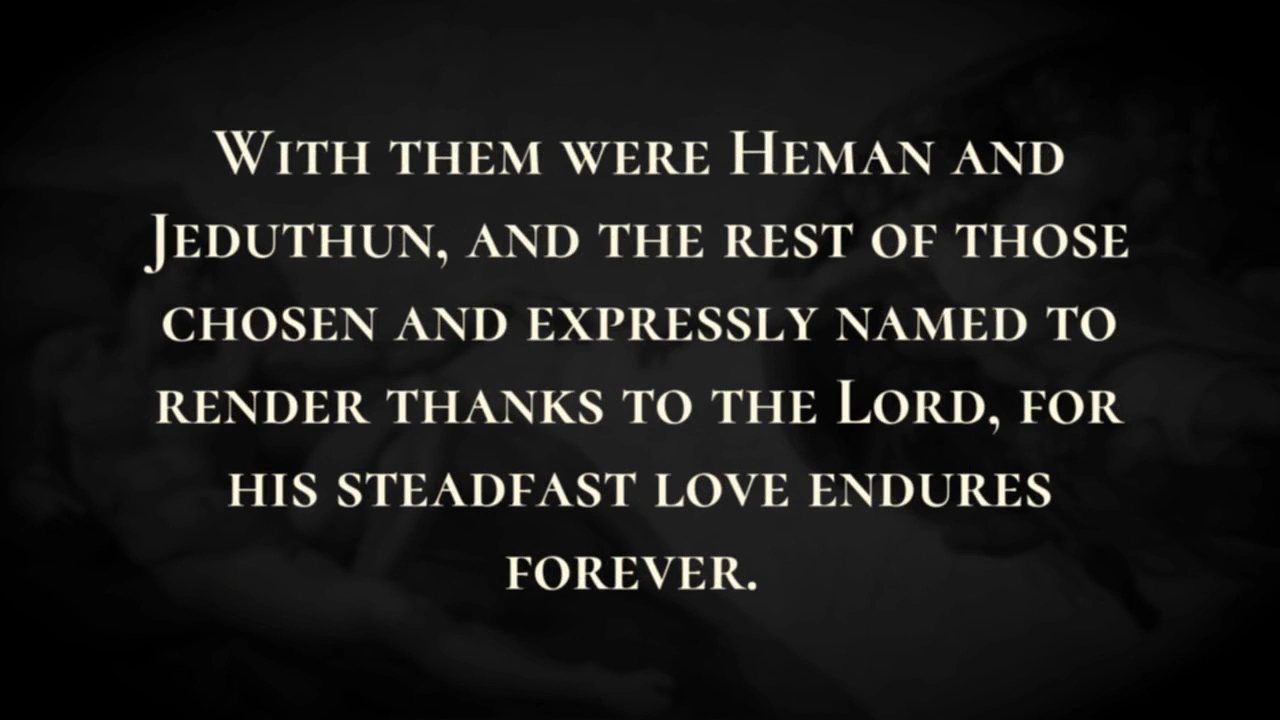 With them were Heman and
Jeduthun, and the rest of those
chosen and expressly named to
render thanks to the Lord, for
his steadfast love endures
forever.